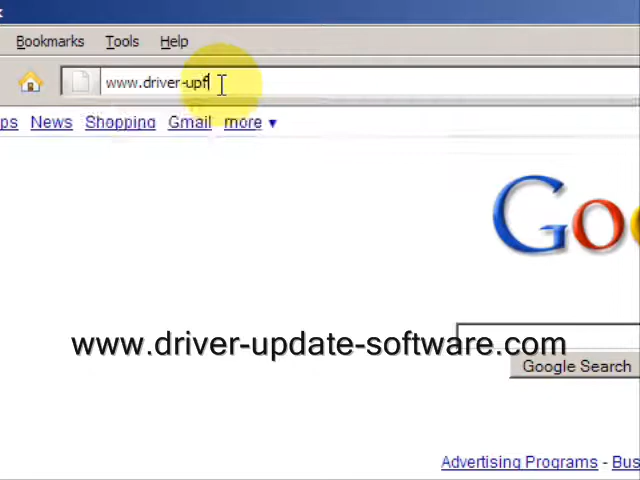 Bookmarks Tools Help
www.driver-upf
ps News Shopping Gmail more ▼
Goo
www.driver-update-software.com
Google Search
Advertising Programs - Bus